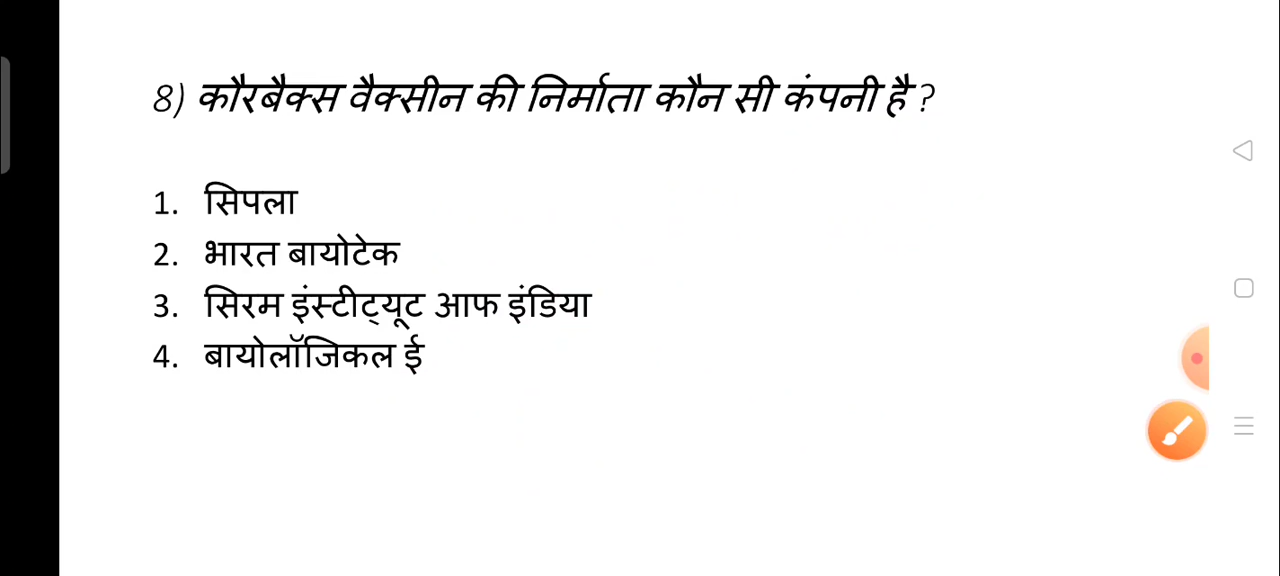 8) कौरबैक्स वैक्सीन की निर्माता कौन सी कंपनी है ?
1. सिपला
2. भारत बायोटेक
3. सिरम इंस्टीट्यूट आफ इंडिया
4. बायोलॉजिकल ई